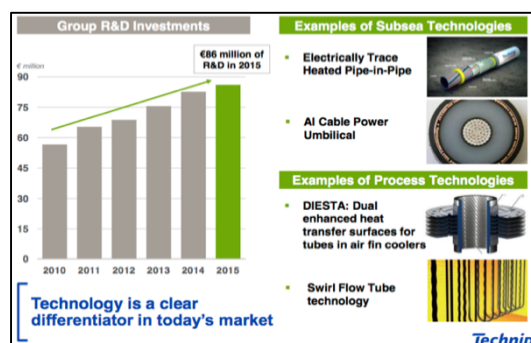 Group R&D Investments
€ million
€86 million of
R&D in 2015
90
75
60
45
30
15
0
2010 2011 2012 2013 2014 2015
Technology is a clear
differentiator in today's market
Examples of Subsea Technologies
▪ Electrically Trace
Heated Pipe-in-Pipe
▪ Al Cable Power
Umbilical
Examples of Process Technologies
▪ DIESTA: Dual
enhanced heat
transfer surfaces for
tubes in air fin coolers
▪ Swirl Flow Tube
technology
Technip